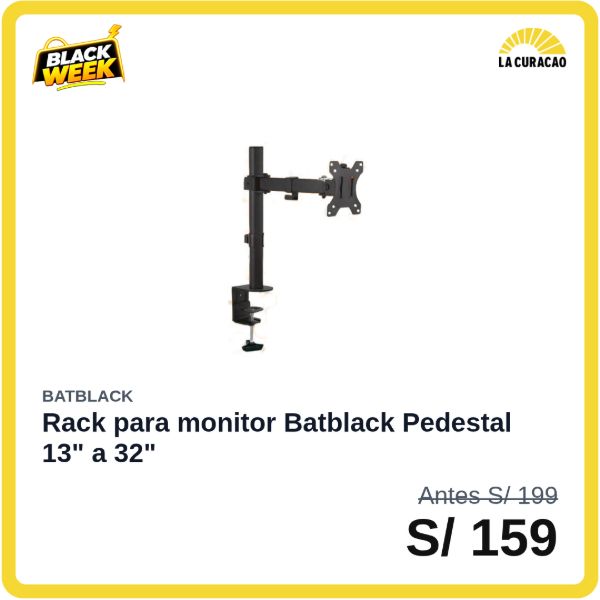 BLACK
WEEK
LA CURACAO
BATBLACK
Rack para monitor Batblack Pedestal
13" a 32"
Antes S/ 199
S/ 159